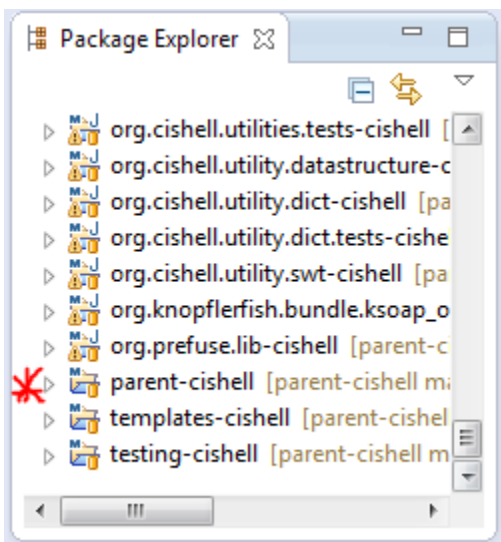 Package Explorer
org.cishell.utilities.tests-cishell [
org.cishell.utility.datastructure-c
org.cishell.utility.dict-cishell [pa
org.cishell.utility.dict.tests-cishe
org.cishell.utility.swt-cishell [pa
org.knopflerfish.bundle.ksoap_o
org.prefuse.lib-cishell [parent-c
parent-cishell [parent-cishell ma
templates-cishell [parent-cishel
testing-cishell [parent-cishell m